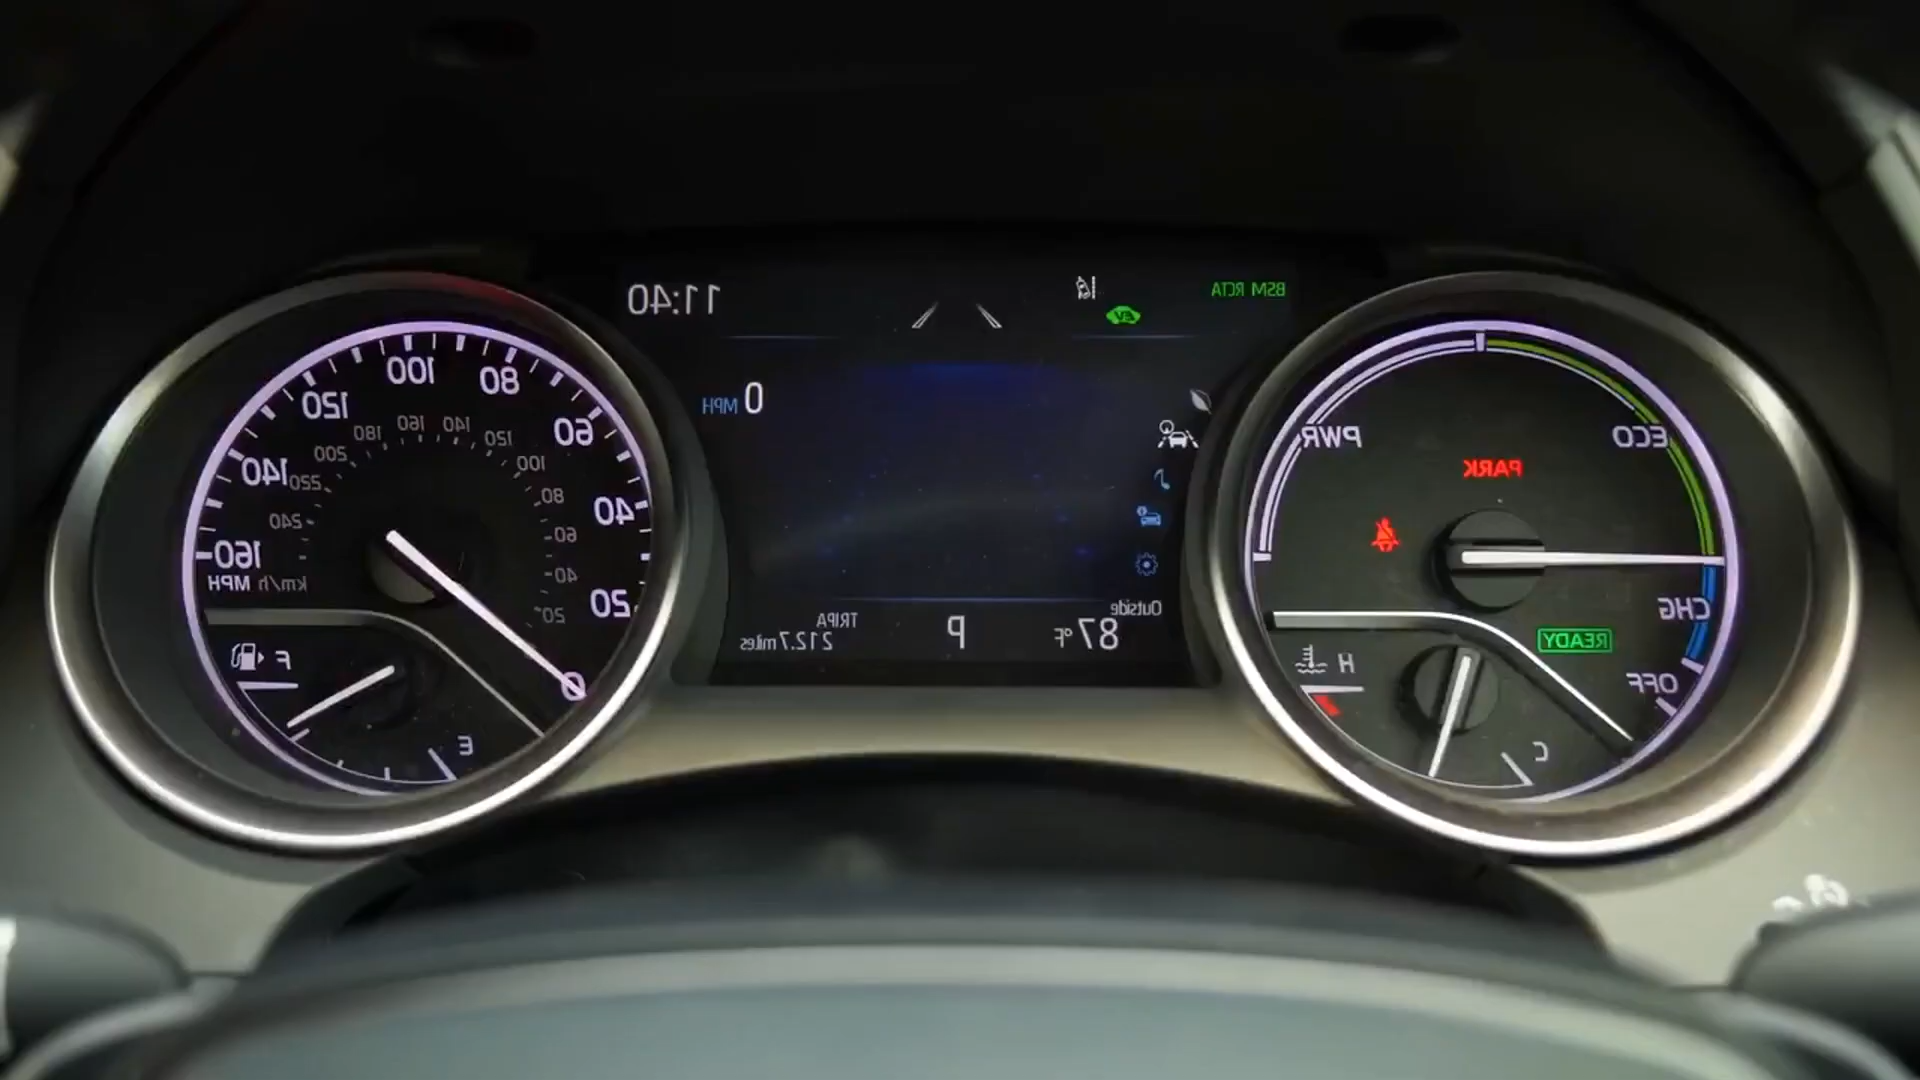 11:40
BSM RCTA
EV
0 MPH
Outside
87°F
P
TRIP A
212.7 miles
0
20
40
60
80
100
120
140
160
km/h MPH
20
40
60
80
100
120
140
160
180
200
220
240
F
E
PWR
ECO
CHG
OFF
PARK
READY
H
C